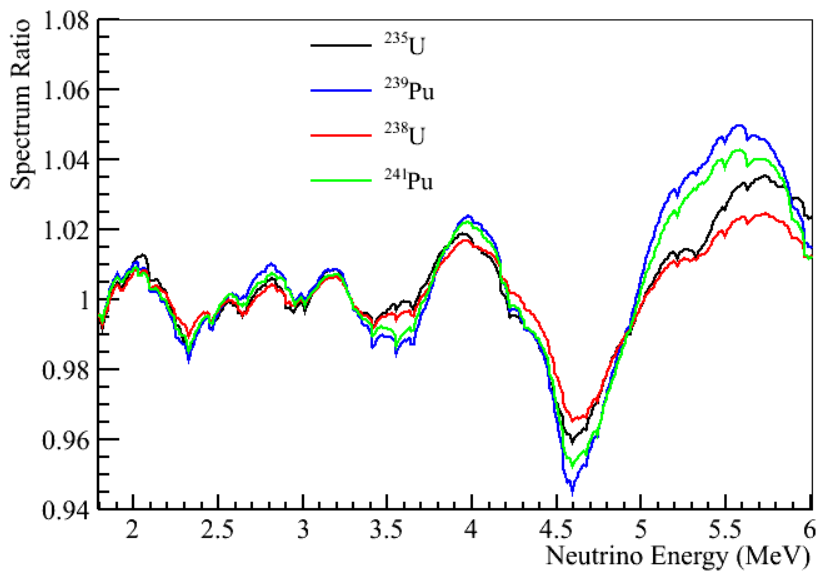 1.08
1.06
1.04
1.02
1
0.98
0.96
0.94
Spectrum Ratio
²³⁵U
²³⁹Pu
²³⁸U
²⁴¹Pu
2 2.5 3 3.5 4 4.5 5 5.5 6
Neutrino Energy (MeV)